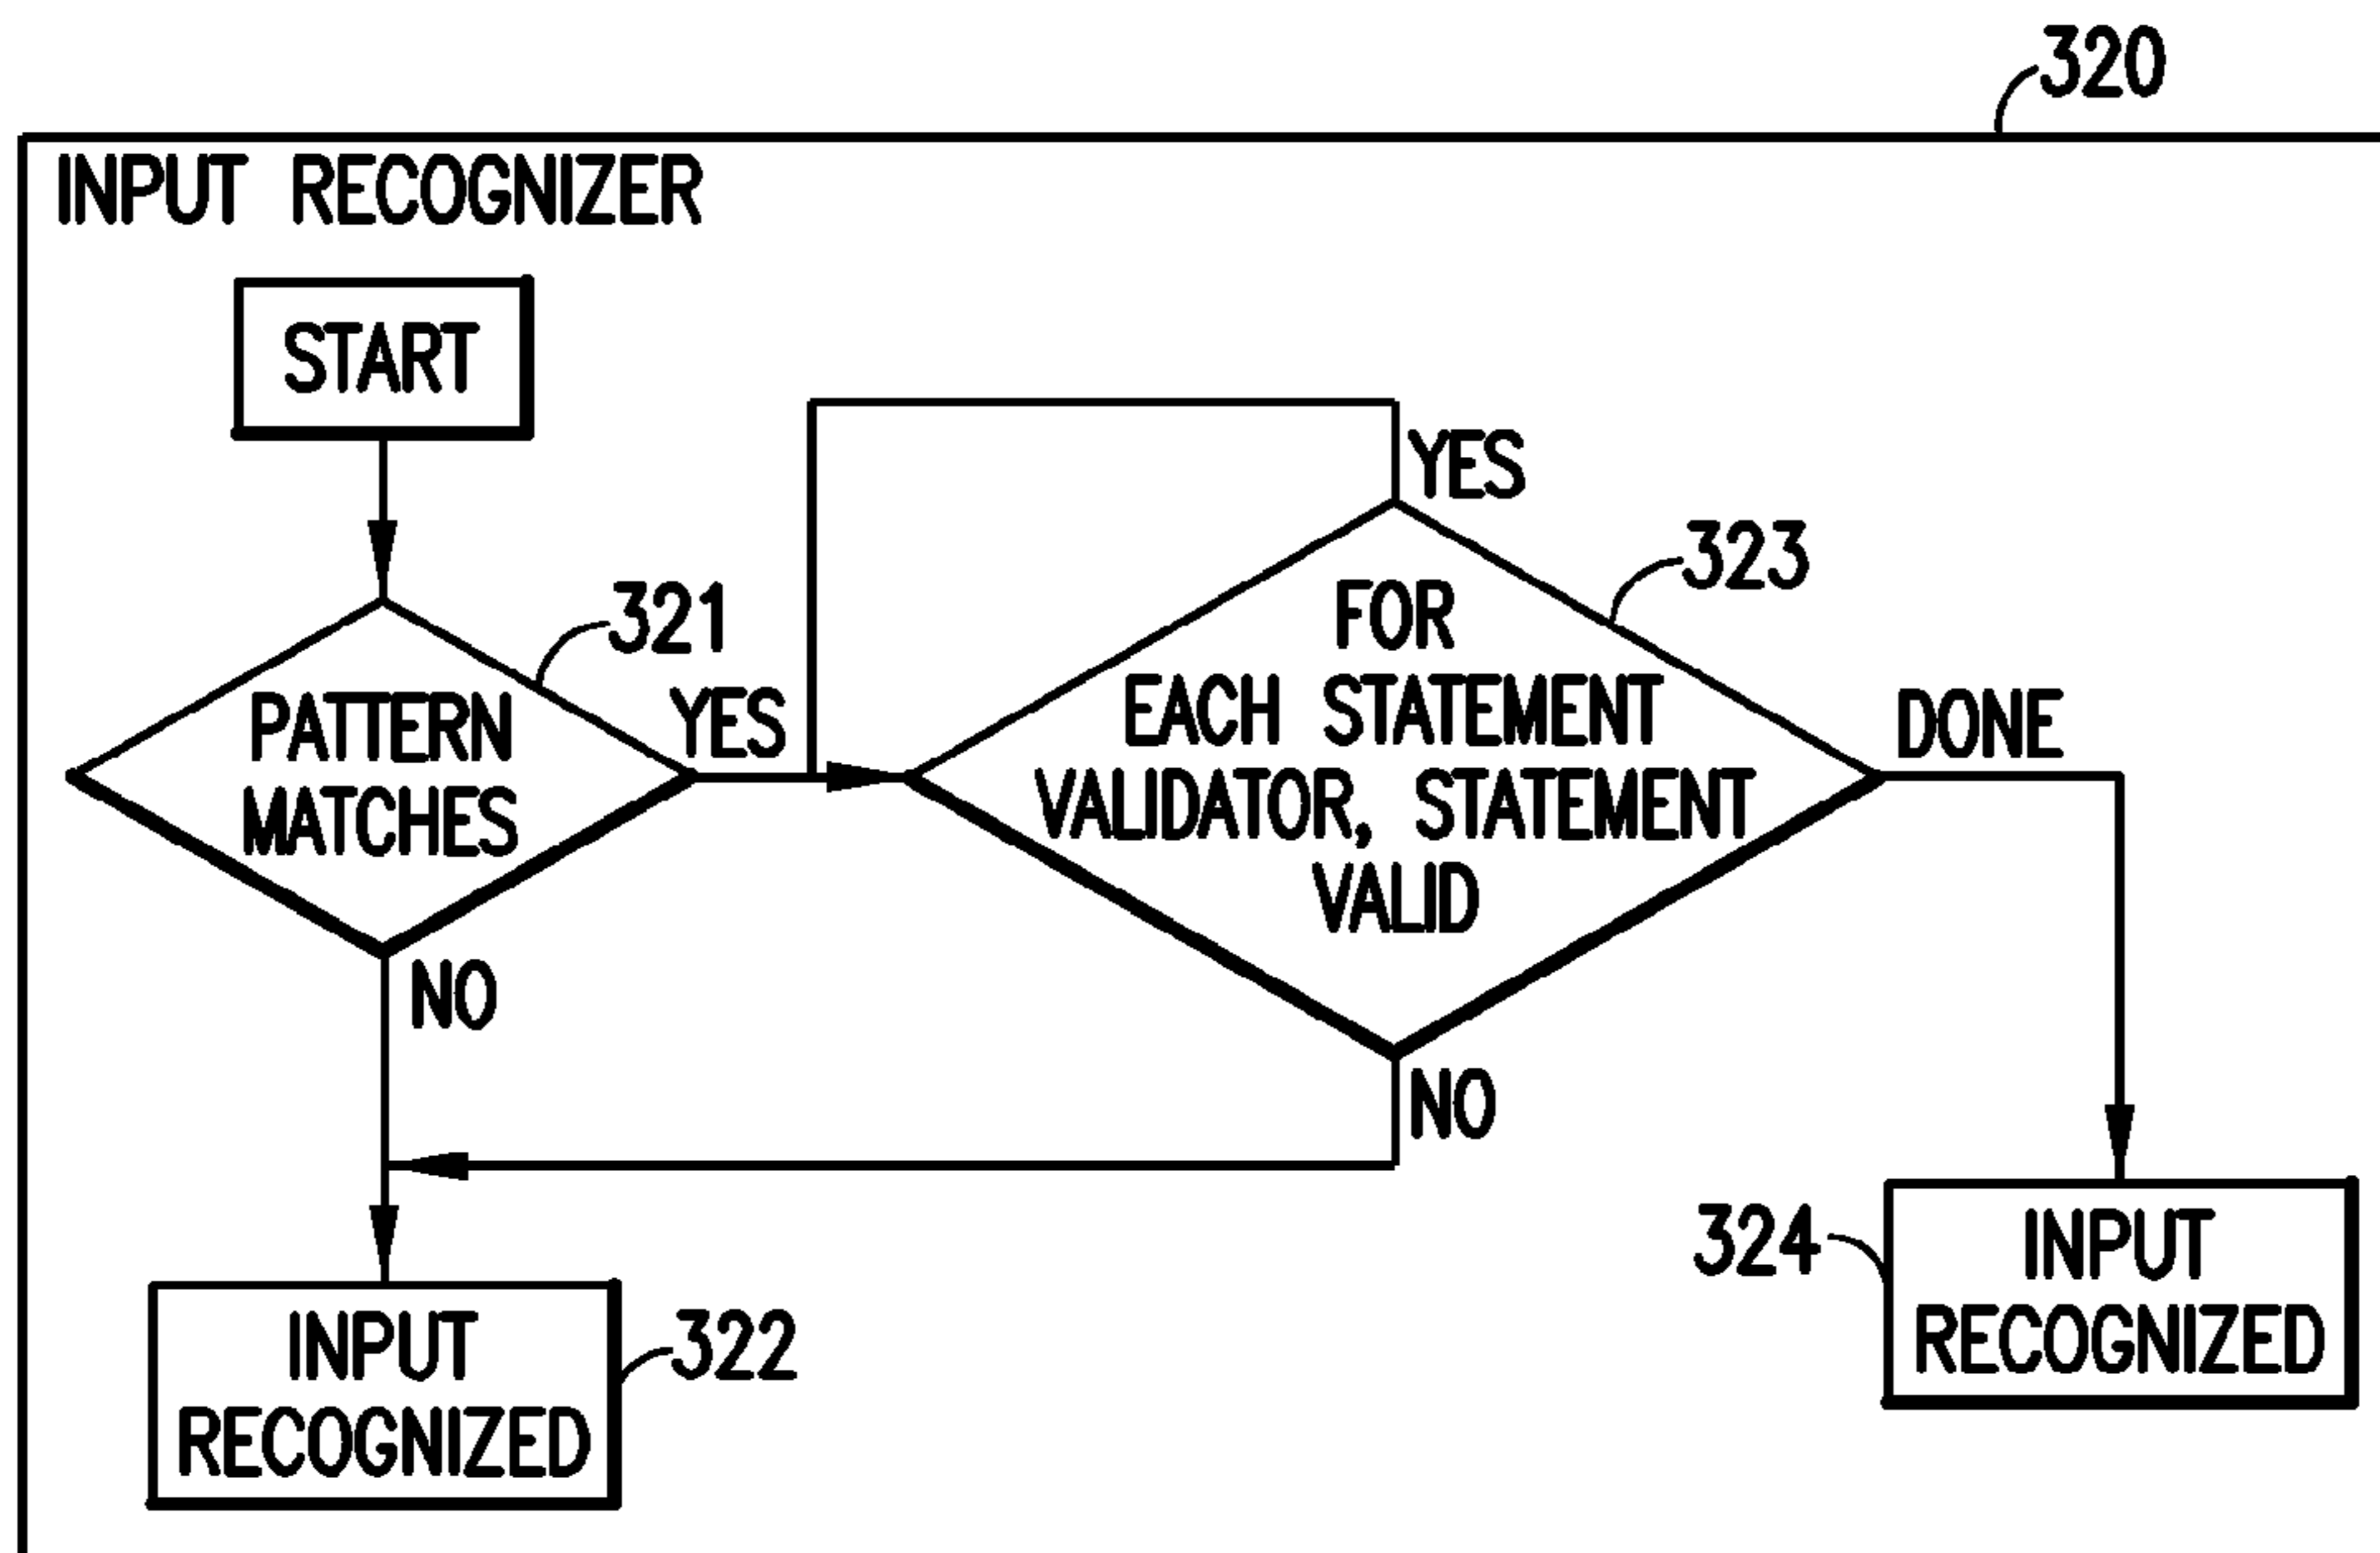 320
INPUT RECOGNIZER
START
YES
323
321
FOR
EACH STATEMENT
VALIDATOR, STATEMENT
VALID
PATTERN
MATCHES
YES
DONE
NO
NO
324
INPUT
RECOGNIZED
INPUT
RECOGNIZED
322